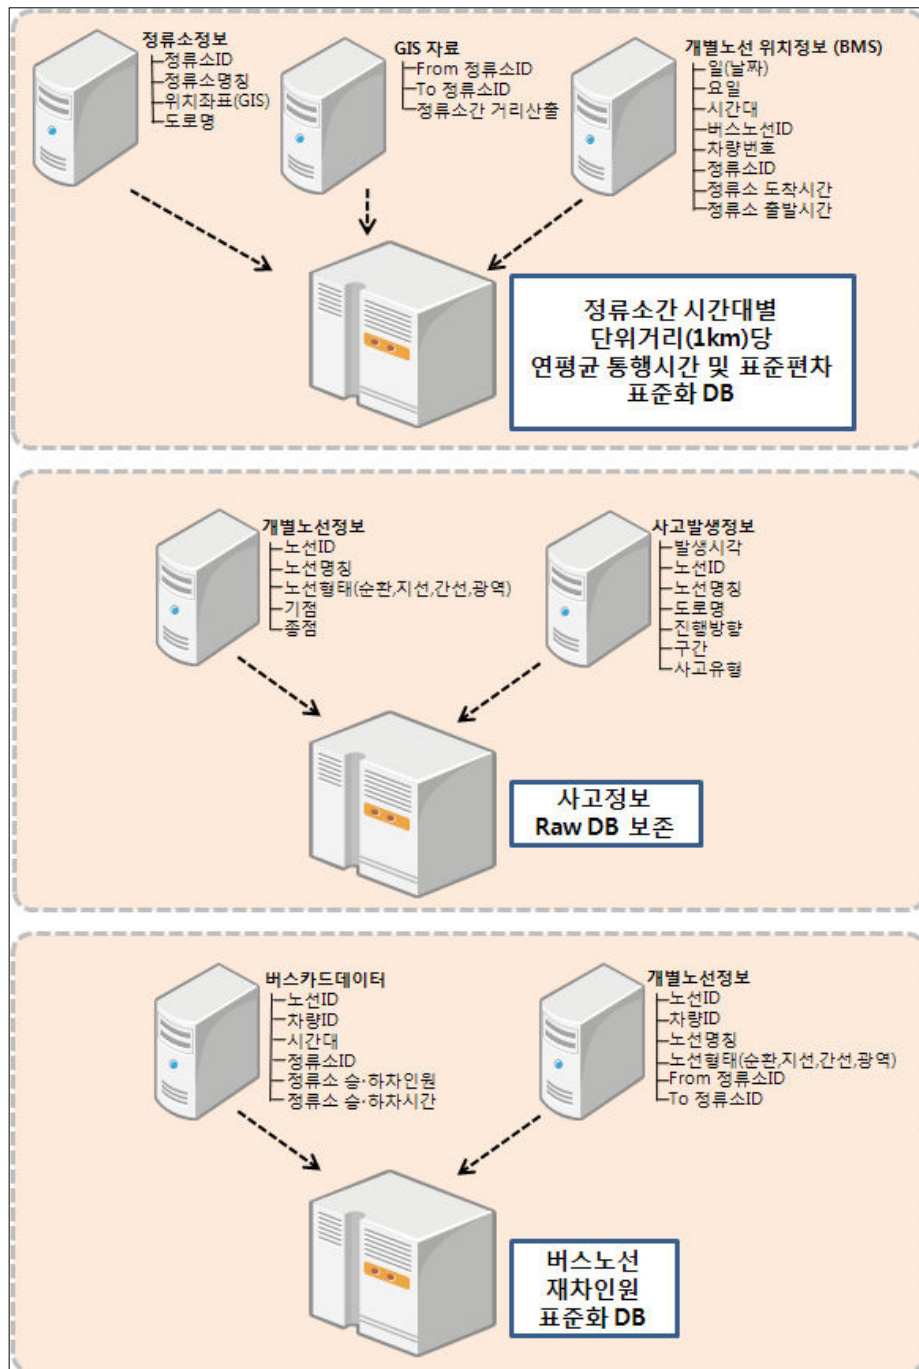 정류소정보
정류소ID
정류소명칭
위치좌표(GIS)
도로명
GIS 자료
From 정류소ID
To 정류소ID
정류소간 거리산출
개별노선 위치정보 (BMS)
일(날짜)
요일
시간대
버스노선ID
차량번호
정류소ID
정류소 도착시간
정류소 출발시간
정류소간 시간대별
단위거리(1km)당
연평균 통행시간 및 표준편차
표준화 DB
개별노선정보
노선ID
노선명칭
노선형태(순환,지선,간선,광역)
기점
종점
사고발생정보
발생시각
노선ID
노선명칭
도로명
진행방향
구간
사고유형
사고정보
Raw DB 보존
버스카드데이터
노선ID
차량ID
시간대
정류소ID
정류소 승·하차인원
정류소 승·하차시간
개별노선정보
노선ID
차량ID
노선명칭
노선형태(순환,지선,간선,광역)
From 정류소ID
To 정류소ID
버스노선
재차인원
표준화 DB